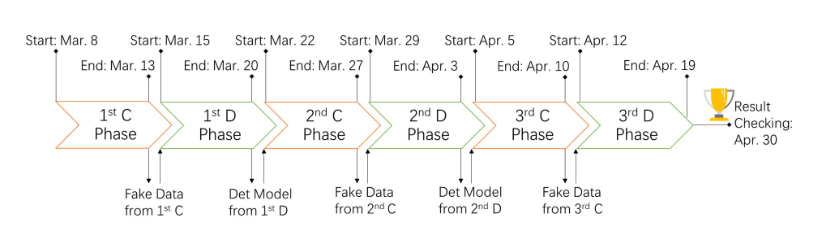 Start: Mar. 8
Start: Mar. 15
Start: Mar. 22
Start: Mar. 29
Start: Apr. 5
Start: Apr. 12
End: Mar. 13
End: Mar. 20
End: Mar. 27
End: Apr. 3
End: Apr. 10
End: Apr. 19
1st C
Phase
1st D
Phase
2nd C
Phase
2nd D
Phase
3rd C
Phase
3rd D
Phase
Result
Checking:
Apr. 30
Fake Data
from 1st C
Det Model
from 1st D
Fake Data
from 2nd C
Det Model
from 2nd D
Fake Data
from 3rd C